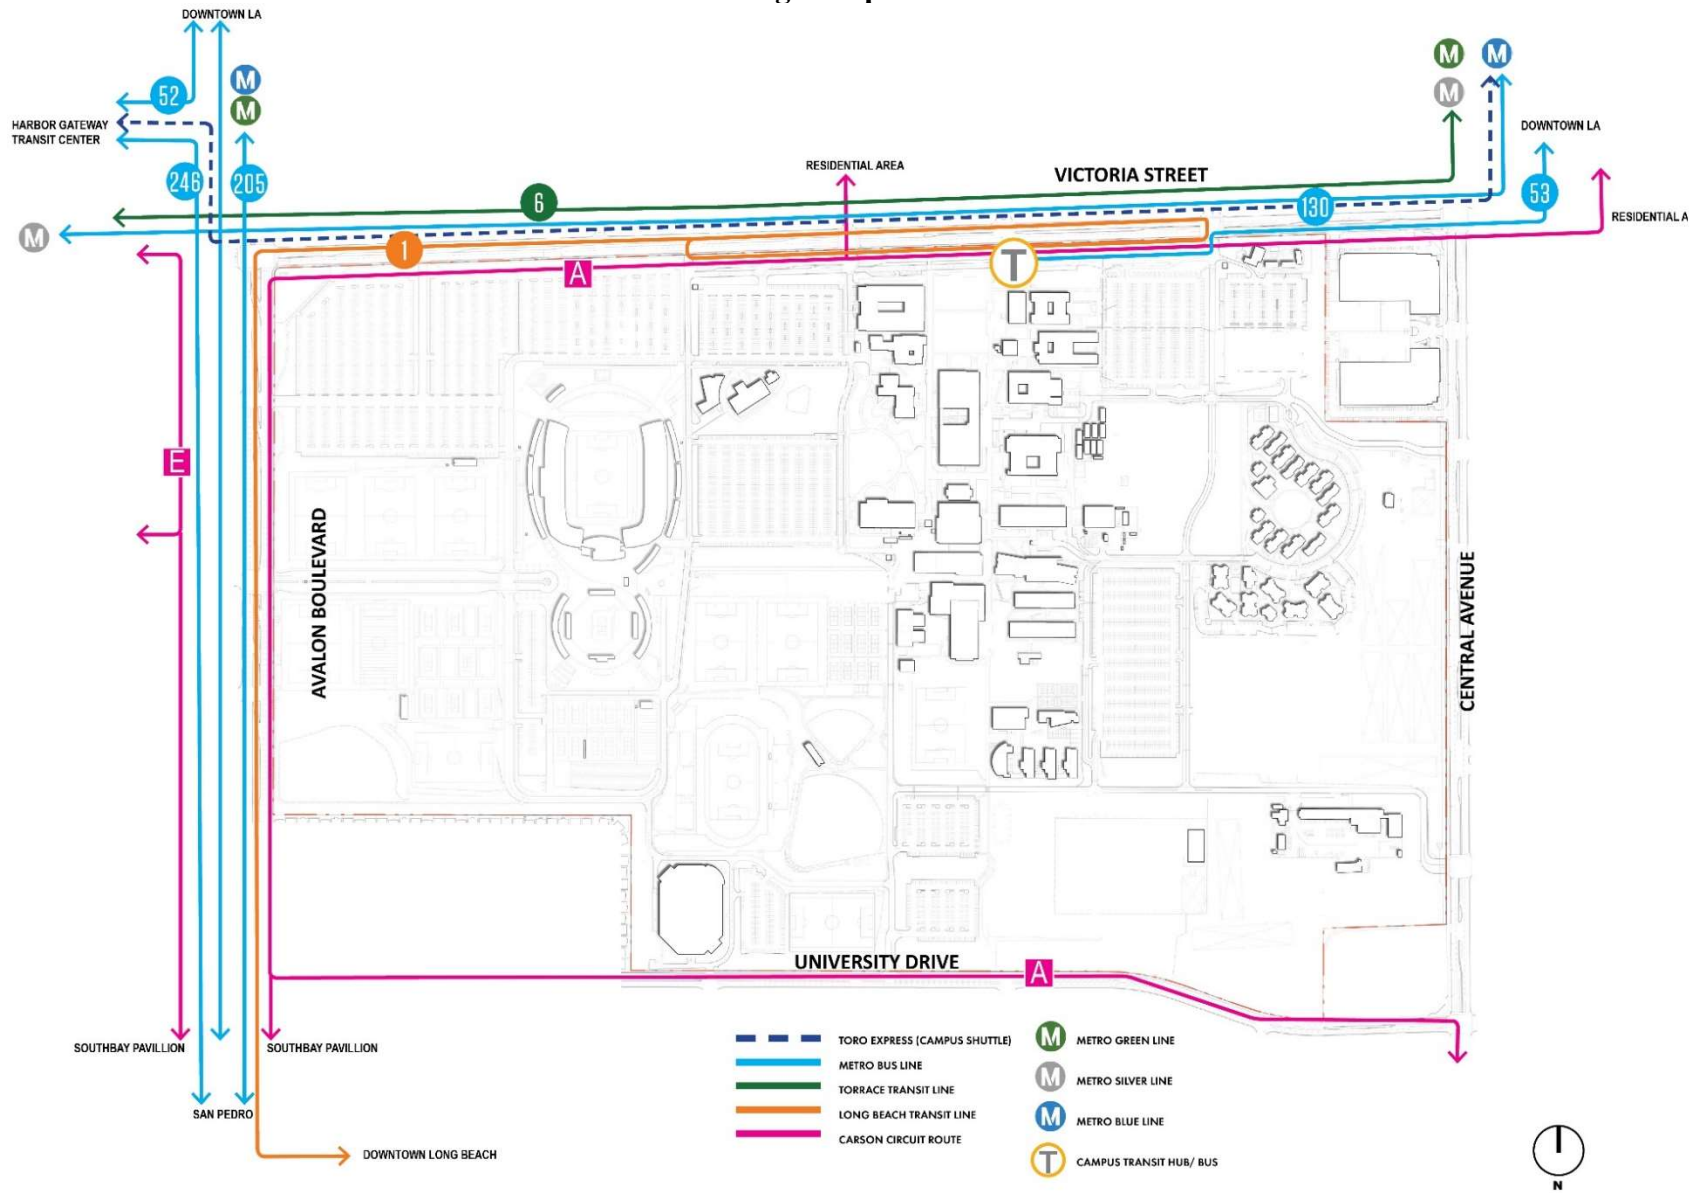 DOWNTOWN LA
M
M
52
HARBOR GATEWAY
TRANSIT CENTER
246
205
M
M
M
DOWNTOWN LA
RESIDENTIAL AREA
VICTORIA STREET
6
130
53
M
1
RESIDENTIAL A
A
T
E
AVALON BOULEVARD
CENTRAL AVENUE
UNIVERSITY DRIVE
A
SOUTHBAY PAVILLION
SOUTHBAY PAVILLION
SAN PEDRO
DOWNTOWN LONG BEACH
TORO EXPRESS (CAMPUS SHUTTLE)
METRO BUS LINE
TORRACE TRANSIT LINE
LONG BEACH TRANSIT LINE
CARSON CIRCUIT ROUTE
M METRO GREEN LINE
M METRO SILVER LINE
M METRO BLUE LINE
T CAMPUS TRANSIT HUB/ BUS
N